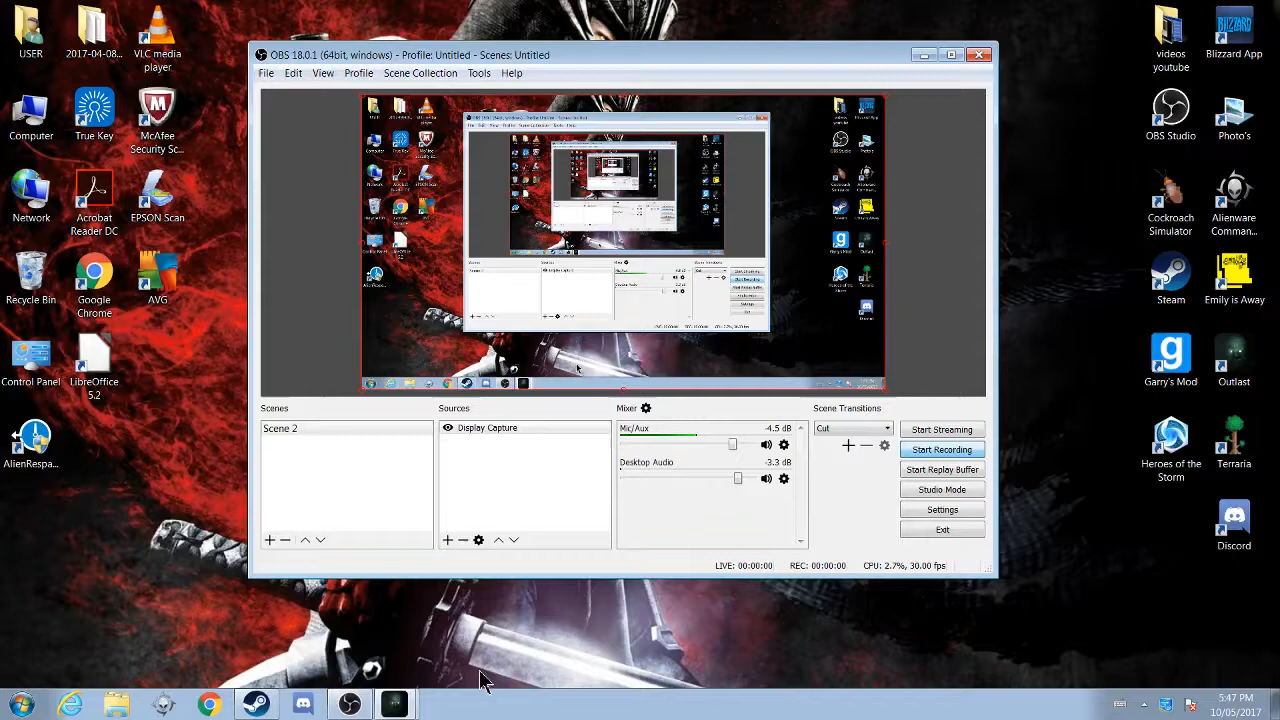 USER
2017-04-08...
VLC media
player
Computer
True Key
McAfee
Security Sc...
Network
Acrobat
Reader DC
EPSON Scan
Google
Chrome
AVG
Control Panel
LibreOffice
5.2
AlienRespa...
OBS 18.0.1 (64bit, windows) - Profile: Untitled - Scenes: Untitled
File Edit View Profile Scene Collection Tools Help
Scenes
Scene 2
Sources
Display Capture
Mixer
Mic/Aux -4.5 dB
Desktop Audio -3.3 dB
Scene Transitions
Cut
Start Streaming
Start Recording
Start Replay Buffer
Studio Mode
Settings
Exit
LIVE: 00:00:00 REC: 00:00:00 CPU: 2.7%, 30.00 fps
videos
youtube
Blizzard App
OBS Studio
Photo's
Cockroach
Simulator
Alienware
Comman...
Steam
Emily is Away
Garry's Mod
Outlast
Heroes of the
Storm
Terraria
Discord
5:47 PM
10/05/2017